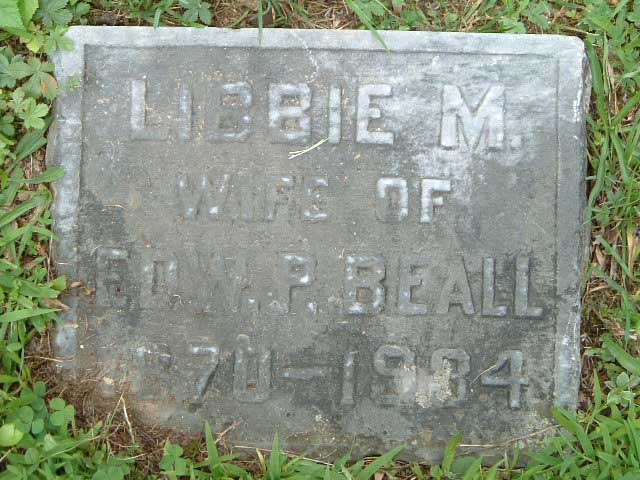 LIBBIE M.
WIFE OF
EDW. P. BEALL
1870-1934